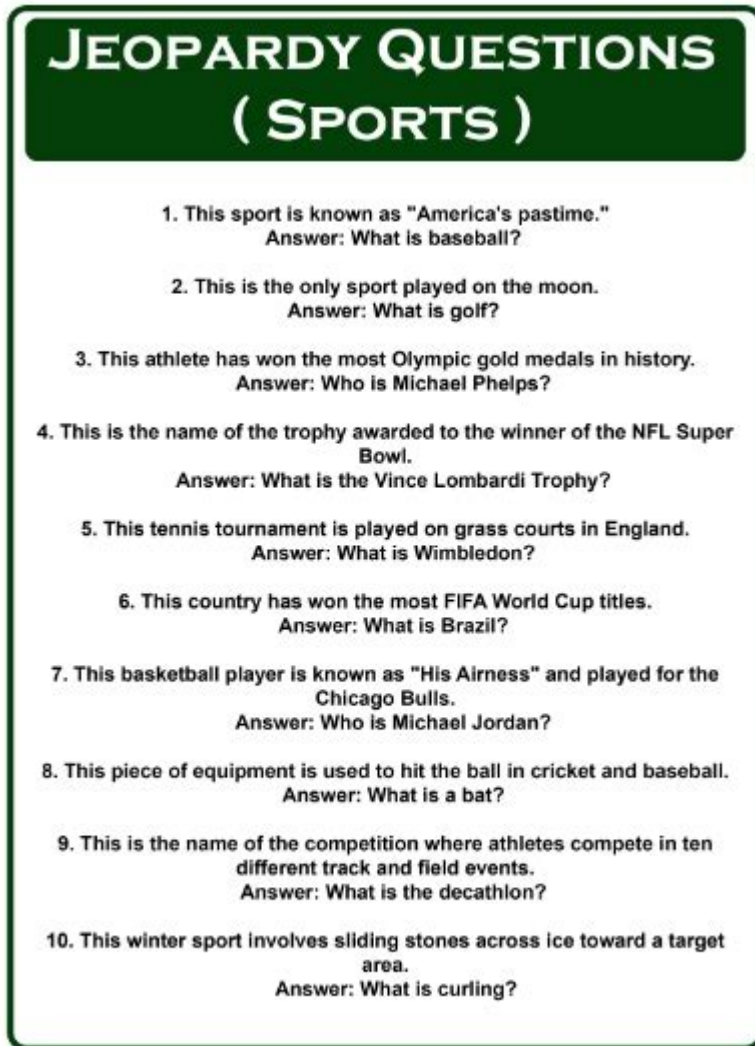 JEOPARDY QUESTIONS
( SPORTS )
1. This sport is known as "America's pastime."
Answer: What is baseball?
2. This is the only sport played on the moon.
Answer: What is golf?
3. This athlete has won the most Olympic gold medals in history.
Answer: Who is Michael Phelps?
4. This is the name of the trophy awarded to the winner of the NFL Super
Bowl.
Answer: What is the Vince Lombardi Trophy?
5. This tennis tournament is played on grass courts in England.
Answer: What is Wimbledon?
6. This country has won the most FIFA World Cup titles.
Answer: What is Brazil?
7. This basketball player is known as "His Airness" and played for the
Chicago Bulls.
Answer: Who is Michael Jordan?
8. This piece of equipment is used to hit the ball in cricket and baseball.
Answer: What is a bat?
9. This is the name of the competition where athletes compete in ten
different track and field events.
Answer: What is the decathlon?
10. This winter sport involves sliding stones across ice toward a target
area.
Answer: What is curling?